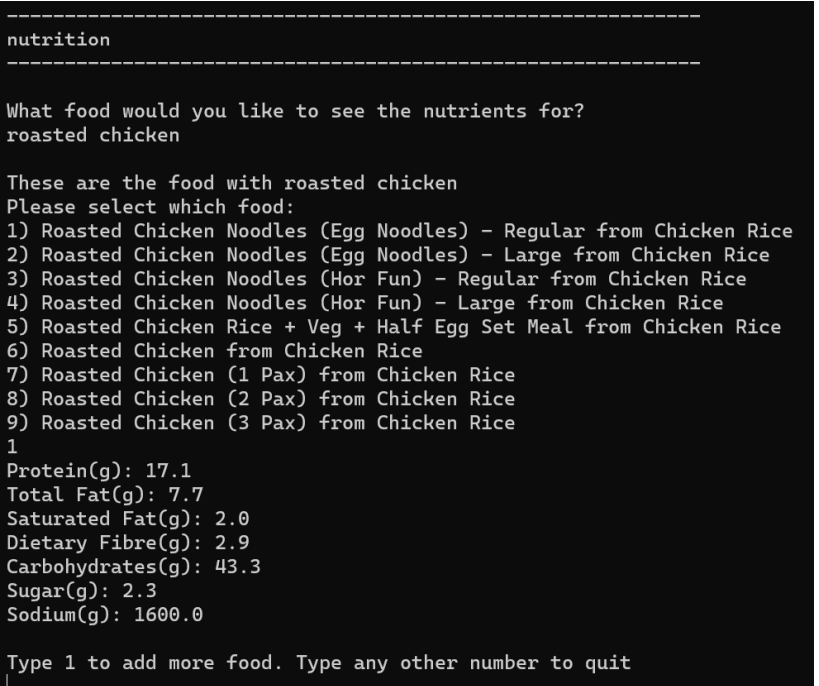 ------------------------------------------------------------
nutrition
------------------------------------------------------------
What food would you like to see the nutrients for?
roasted chicken
These are the food with roasted chicken
Please select which food:
1) Roasted Chicken Noodles (Egg Noodles) - Regular from Chicken Rice
2) Roasted Chicken Noodles (Egg Noodles) - Large from Chicken Rice
3) Roasted Chicken Noodles (Hor Fun) - Regular from Chicken Rice
4) Roasted Chicken Noodles (Hor Fun) - Large from Chicken Rice
5) Roasted Chicken Rice + Veg + Half Egg Set Meal from Chicken Rice
6) Roasted Chicken from Chicken Rice
7) Roasted Chicken (1 Pax) from Chicken Rice
8) Roasted Chicken (2 Pax) from Chicken Rice
9) Roasted Chicken (3 Pax) from Chicken Rice
1
Protein(g): 17.1
Total Fat(g): 7.7
Saturated Fat(g): 2.0
Dietary Fibre(g): 2.9
Carbohydrates(g): 43.3
Sugar(g): 2.3
Sodium(g): 1600.0
Type 1 to add more food. Type any other number to quit